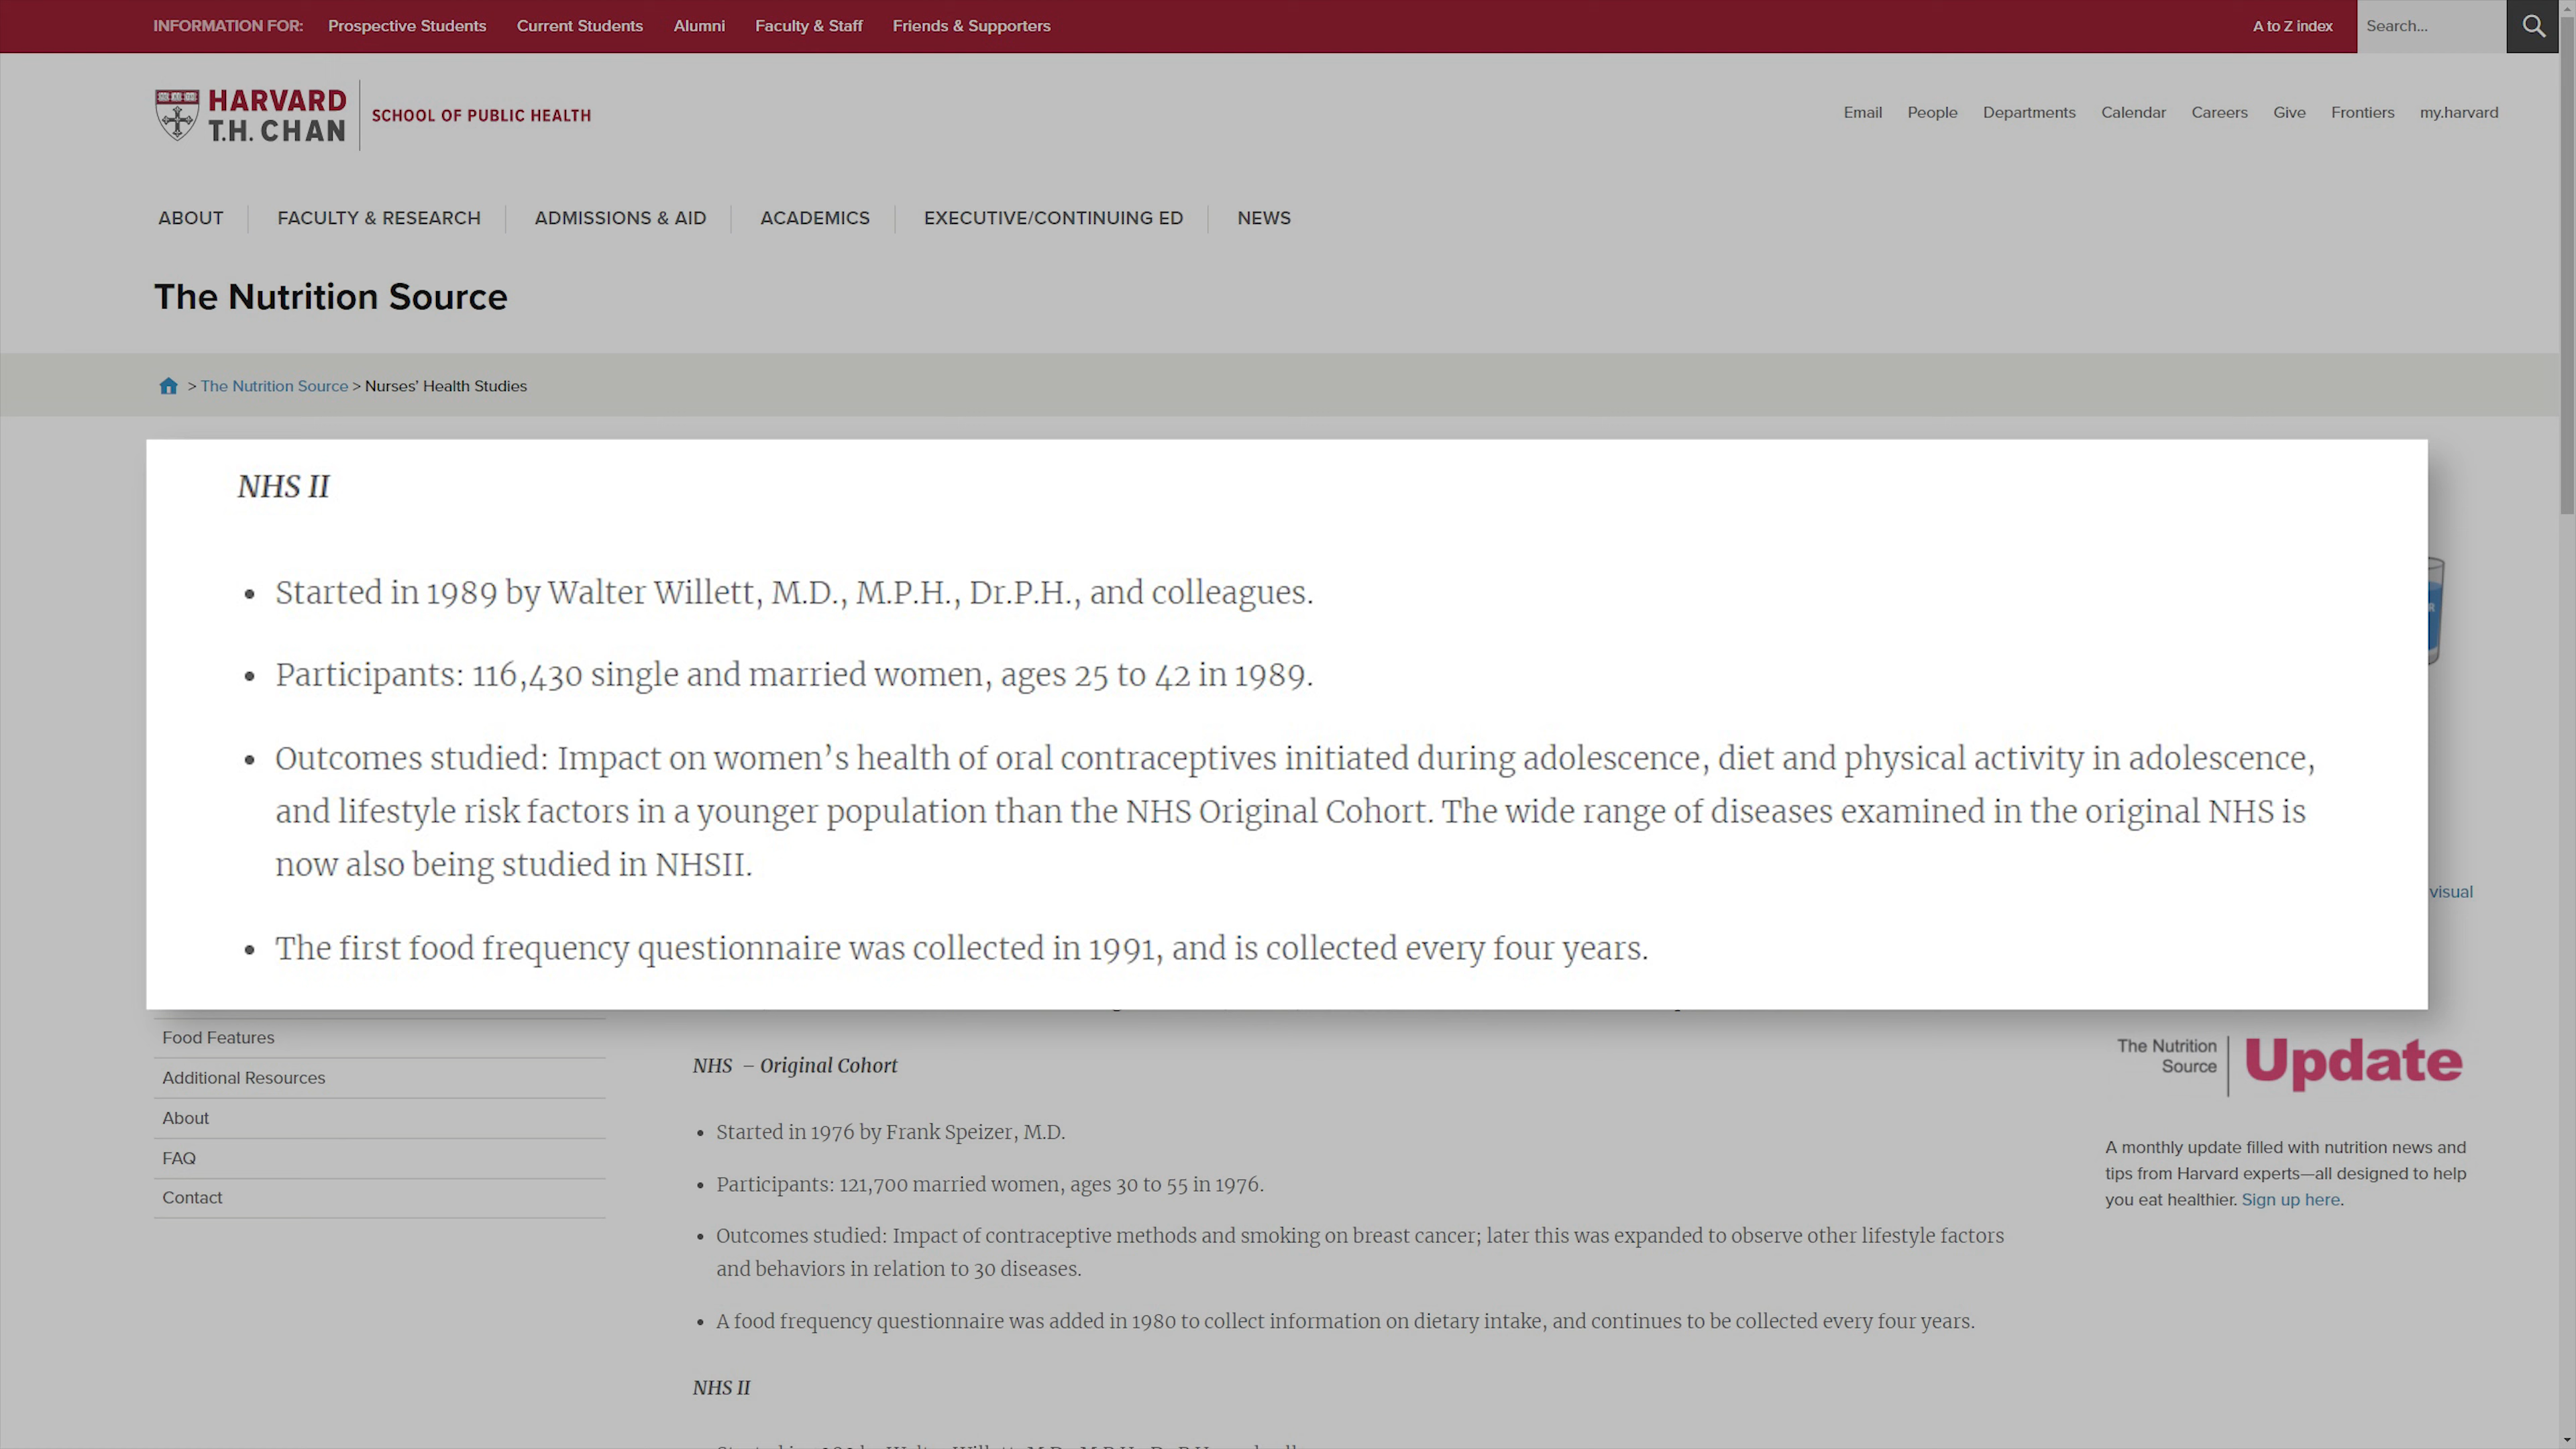 INFORMATION FOR: Prospective Students Current Students Alumni Faculty & Staff Friends & Supporters A to Z index Search...
HARVARD
T.H. CHAN
SCHOOL OF PUBLIC HEALTH
Email People Departments Calendar Careers Give Frontiers my.harvard
ABOUT FACULTY & RESEARCH ADMISSIONS & AID ACADEMICS EXECUTIVE/CONTINUING ED NEWS
The Nutrition Source
> The Nutrition Source > Nurses' Health Studies
NHS II
• Started in 1989 by Walter Willett, M.D., M.P.H., Dr.P.H., and colleagues.
• Participants: 116,430 single and married women, ages 25 to 42 in 1989.
• Outcomes studied: Impact on women’s health of oral contraceptives initiated during adolescence, diet and physical activity in adolescence,
and lifestyle risk factors in a younger population than the NHS Original Cohort. The wide range of diseases examined in the original NHS is
now also being studied in NHSII.
• The first food frequency questionnaire was collected in 1991, and is collected every four years.
visual
Food Features
Additional Resources
About
FAQ
Contact
NHS – Original Cohort
• Started in 1976 by Frank Speizer, M.D.
• Participants: 121,700 married women, ages 30 to 55 in 1976.
• Outcomes studied: Impact of contraceptive methods and smoking on breast cancer; later this was expanded to observe other lifestyle factors
and behaviors in relation to 30 diseases.
• A food frequency questionnaire was added in 1980 to collect information on dietary intake, and continues to be collected every four years.
NHS II
The Nutrition
Source
Update
A monthly update filled with nutrition news and
tips from Harvard experts—all designed to help
you eat healthier. Sign up here.